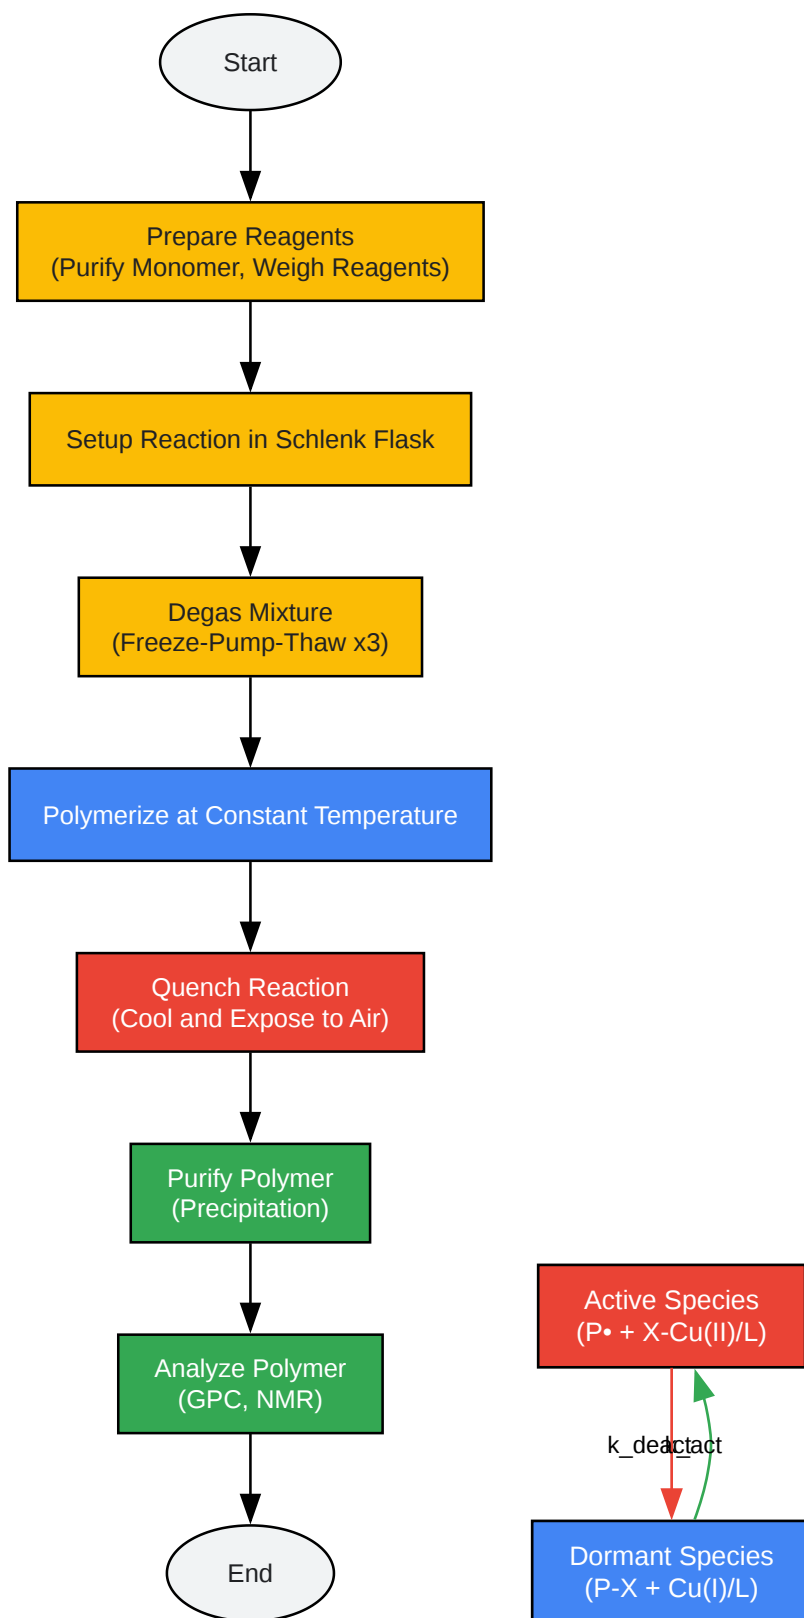 Start
Prepare Reagents
(Purify Monomer, Weigh Reagents)
Setup Reaction in Schlenk Flask
Degas Mixture
(Freeze-Pump-Thaw x3)
Polymerize at Constant Temperature
Quench Reaction
(Cool and Expose to Air)
Purify Polymer
(Precipitation)
Analyze Polymer
(GPC, NMR)
End
Active Species
(P• + X-Cu(II)/L)
k_deact
k_act
Dormant Species
(P-X + Cu(I)/L)